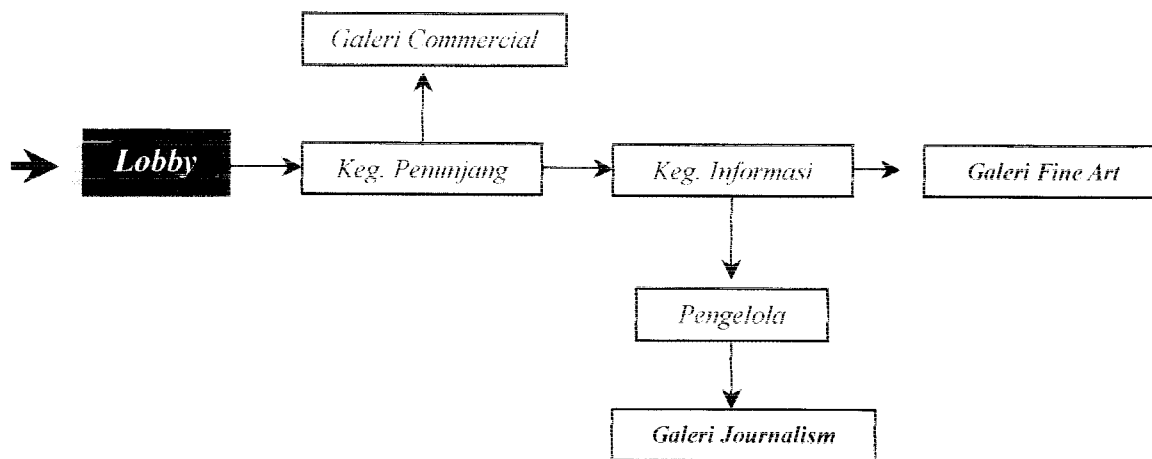 Galeri Commercial
Lobby
Keg. Penunjang
Keg. Informasi
Galeri Fine Art
Pengelola
Galeri Journalism